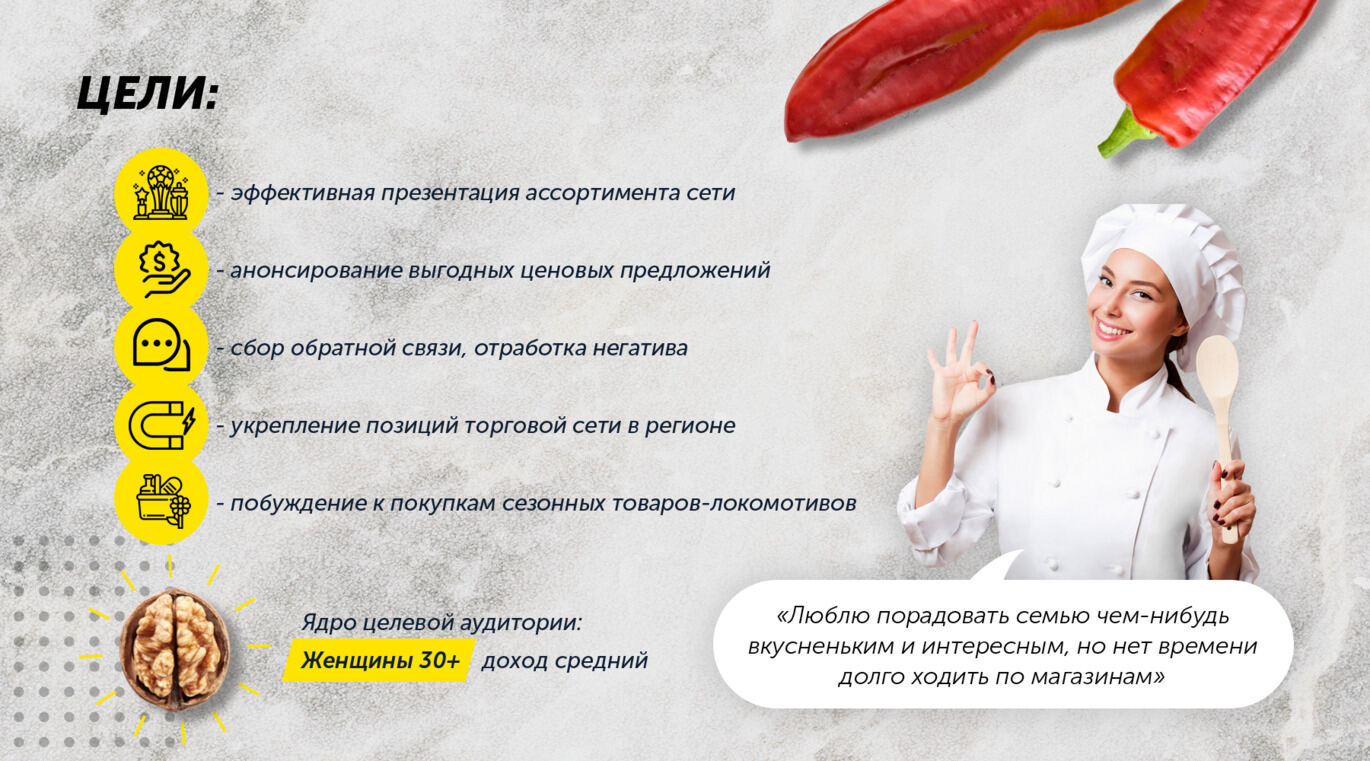 ЦЕЛИ:
- эффективная презентация ассортимента сети
- анонсирование выгодных ценовых предложений
- сбор обратной связи, отработка негатива
- укрепление позиций торговой сети в регионе
- побуждение к покупкам сезонных товаров-локомотивов
Ядро целевой аудитории:
Женщины 30+ доход средний
«Люблю порадовать семью чем-нибудь
вкусненьким и интересным, но нет времени
долго ходить по магазинам»